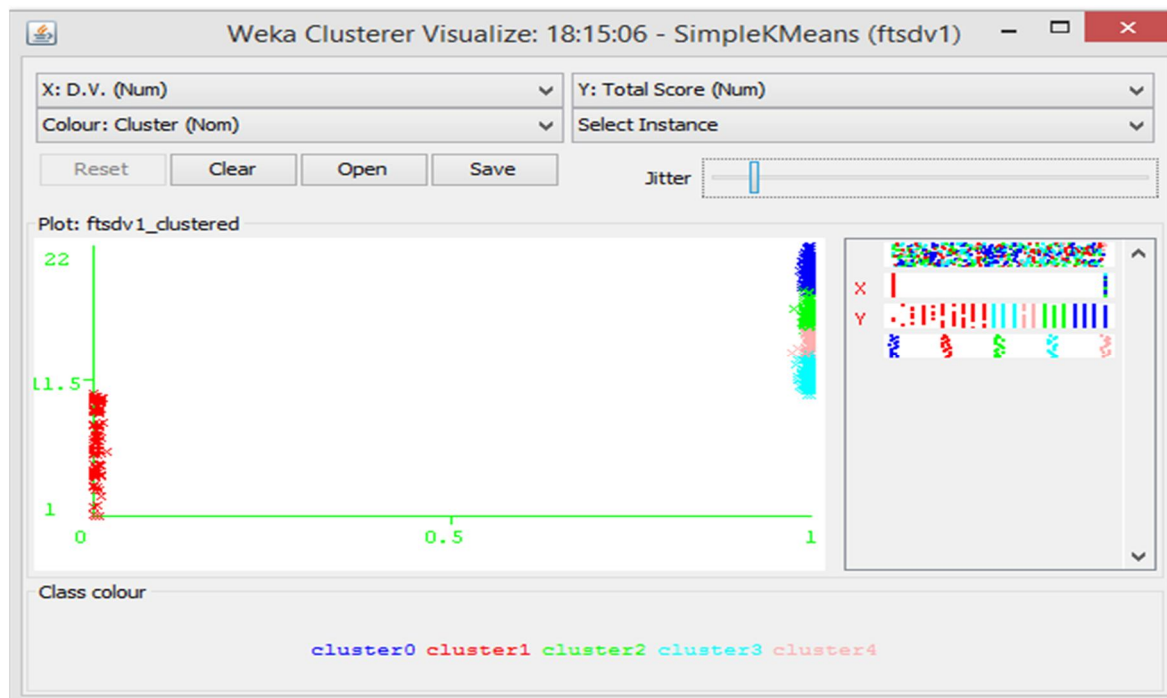 Weka Clusterer Visualize: 18:15:06 - SimpleKMeans (ftsdv1)
X: D.V. (Num)
Y: Total Score (Num)
Colour: Cluster (Nom)
Select Instance
Reset
Clear
Open
Save
Jitter
Plot: ftsdv1_clustered
22
11.5
1
0
0.5
1
X
Y
Class colour
cluster0 cluster1 cluster2 cluster3 cluster4